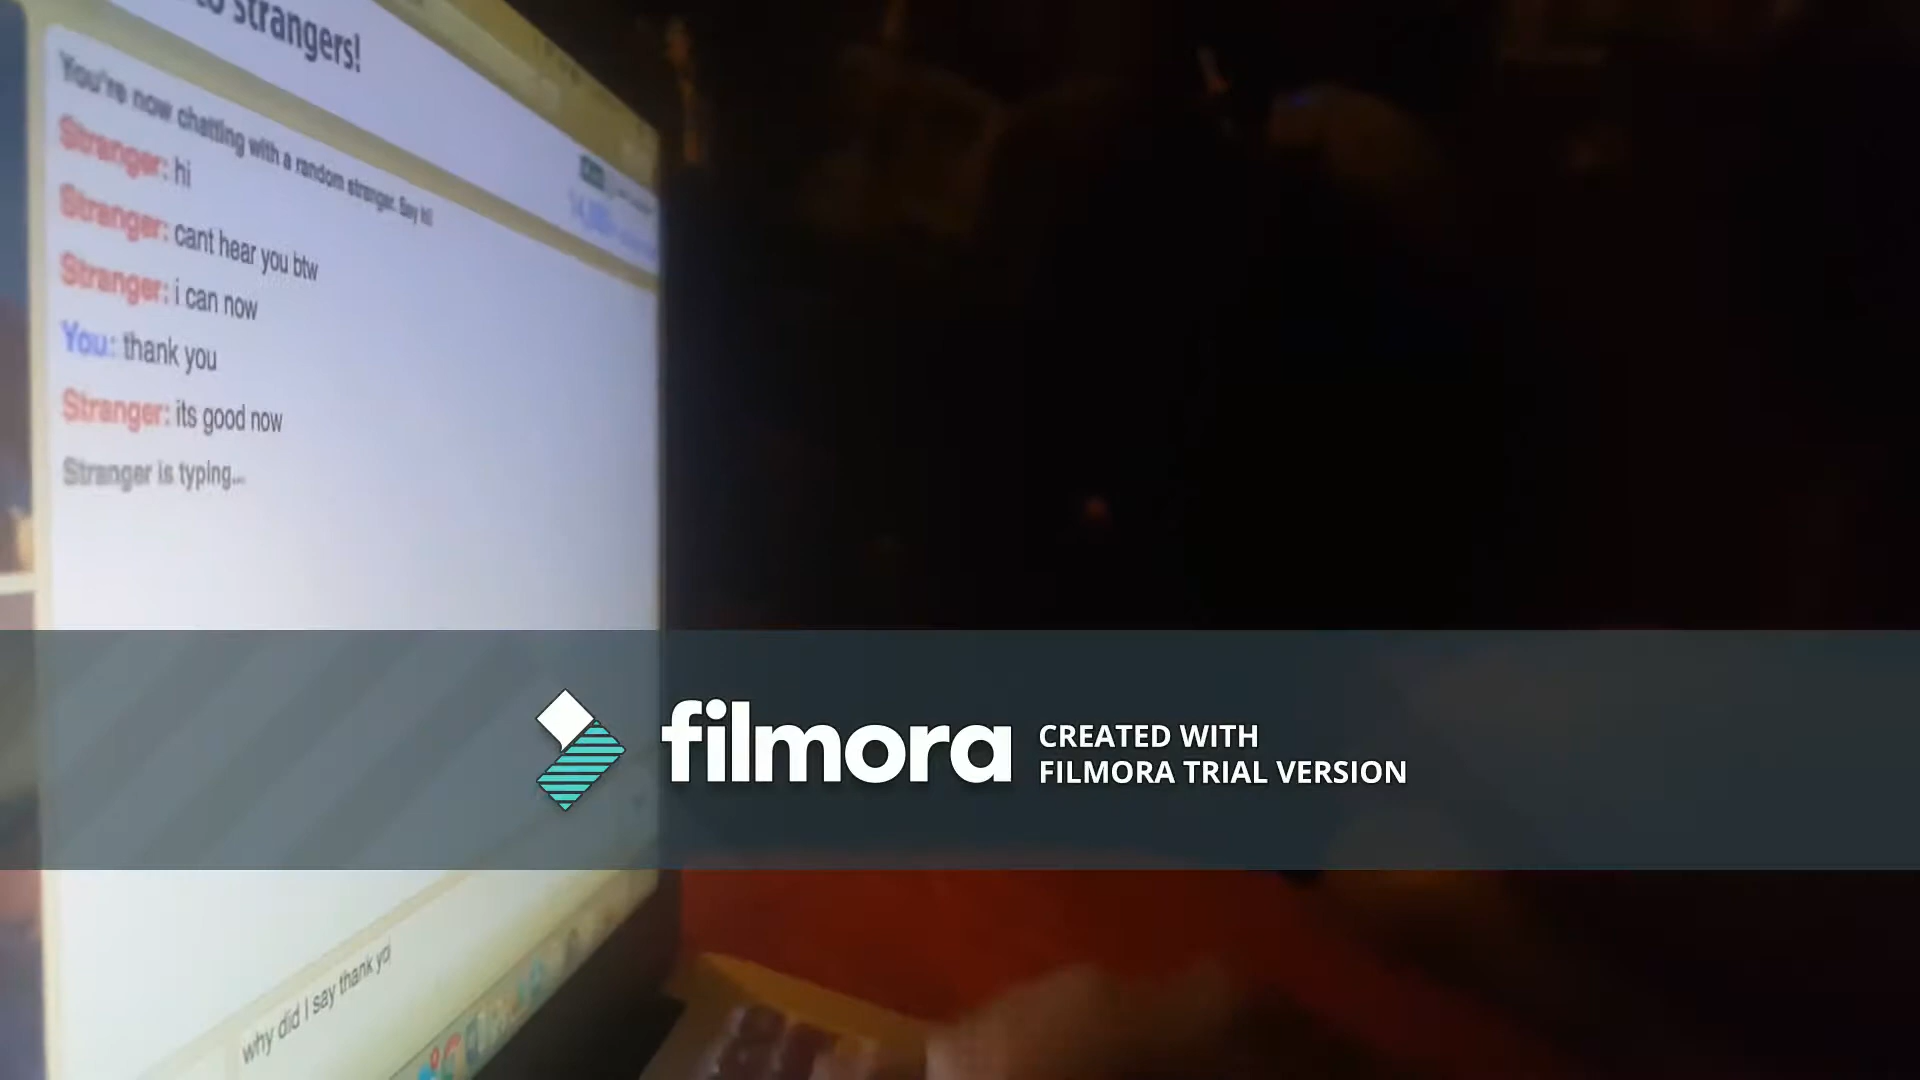 to strangers!
You're now chatting with a random stranger. Say hi!
Stranger: hi
Stranger: cant hear you btw
Stranger: i can now
You: thank you
Stranger: its good now
Stranger is typing...
filmora
CREATED WITH
FILMORA TRIAL VERSION
why did I say thank yo